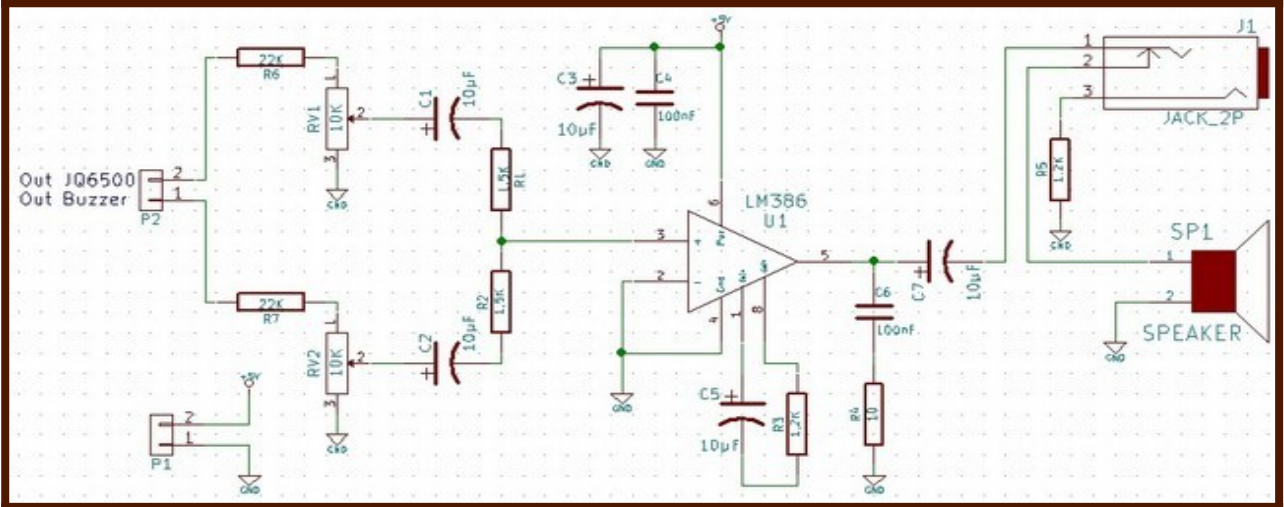 Out JQ6500
Out Buzzer
2
1
P2
22K
R6
1
RV1
10K
2
3
GND
C1
10µF
+
1.5K
R1
22K
R7
1
RV2
10K
2
3
GND
C2
10µF
+
R2
1.5K
P1
2
1
+9V
GND
C3
+
10µF
GND
C4
100nF
GND
+9V
6
LM386
U1
3
+
Pwr
2
-
Gnd
4
1
8
5
GND
C5
+
10µF
R3
1.2K
C6
100nF
R4
10
GND
C7
+
10µF
J1
1
2
3
JACK_2P
R5
1.2K
GND
SP1
1
2
SPEAKER
GND